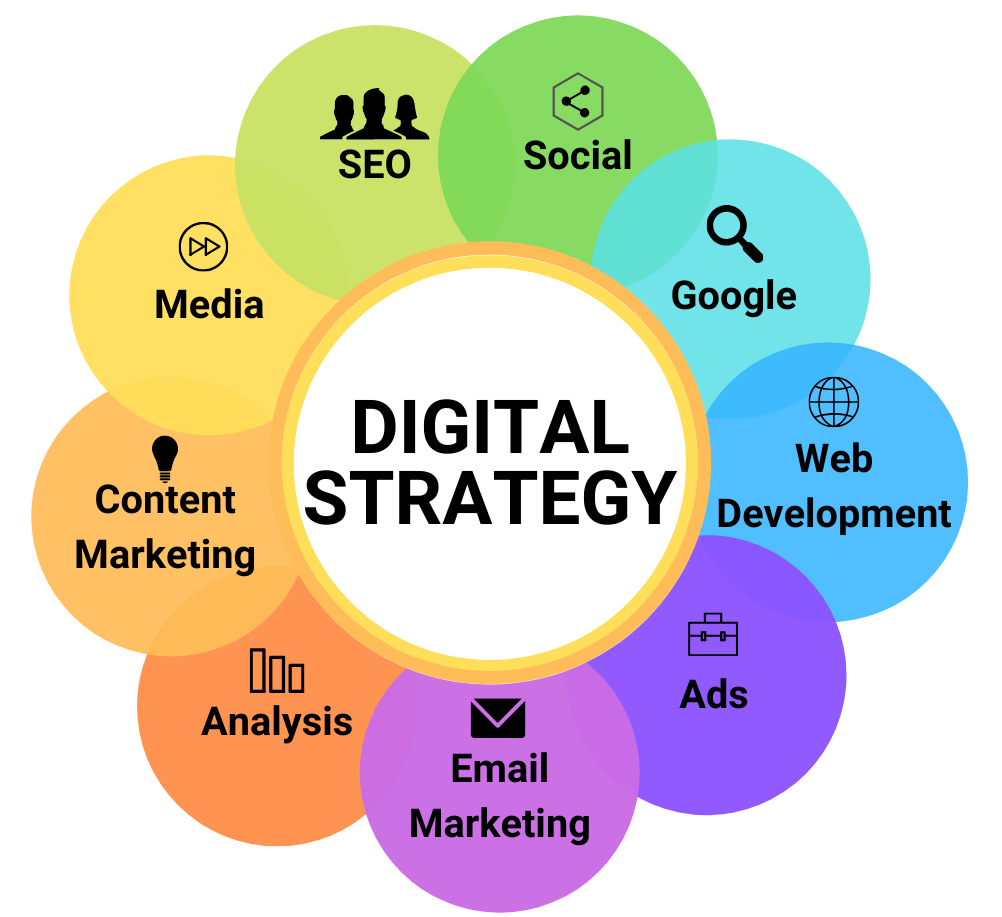 SEO
Social
Google
Web
Development
Ads
Email
Marketing
Analysis
Content
Marketing
Media
DIGITAL
STRATEGY